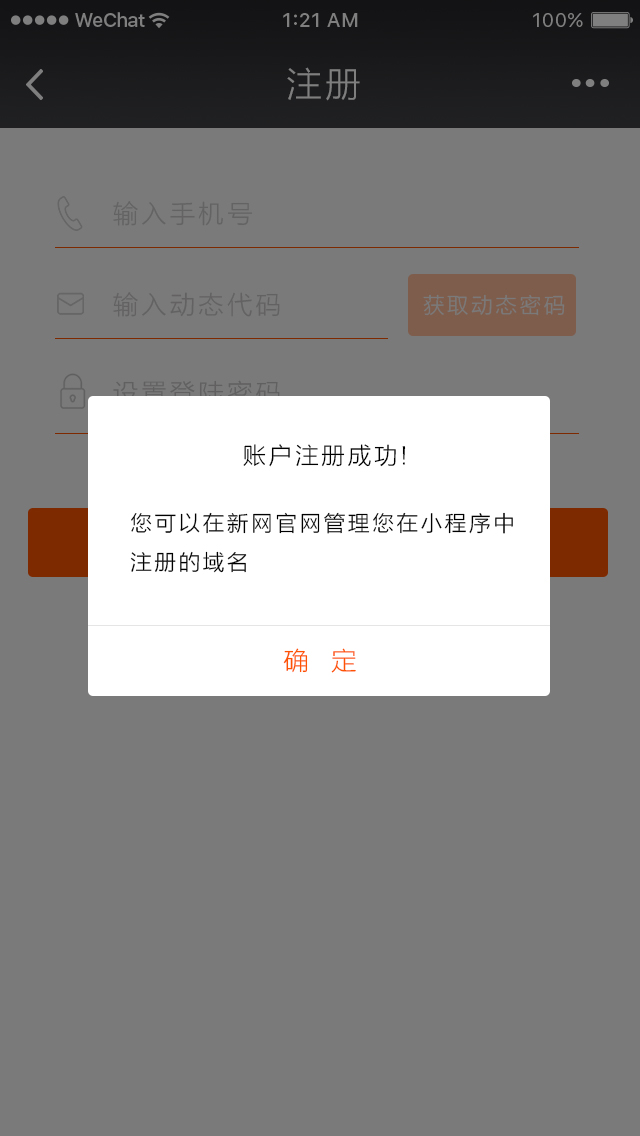 WeChat 1:21 AM 100%
注册
输入手机号
输入动态代码 获取动态密码
设置登陆密码
账户注册成功!
您可以在新网官网管理您在小程序中
注册的域名
确 定